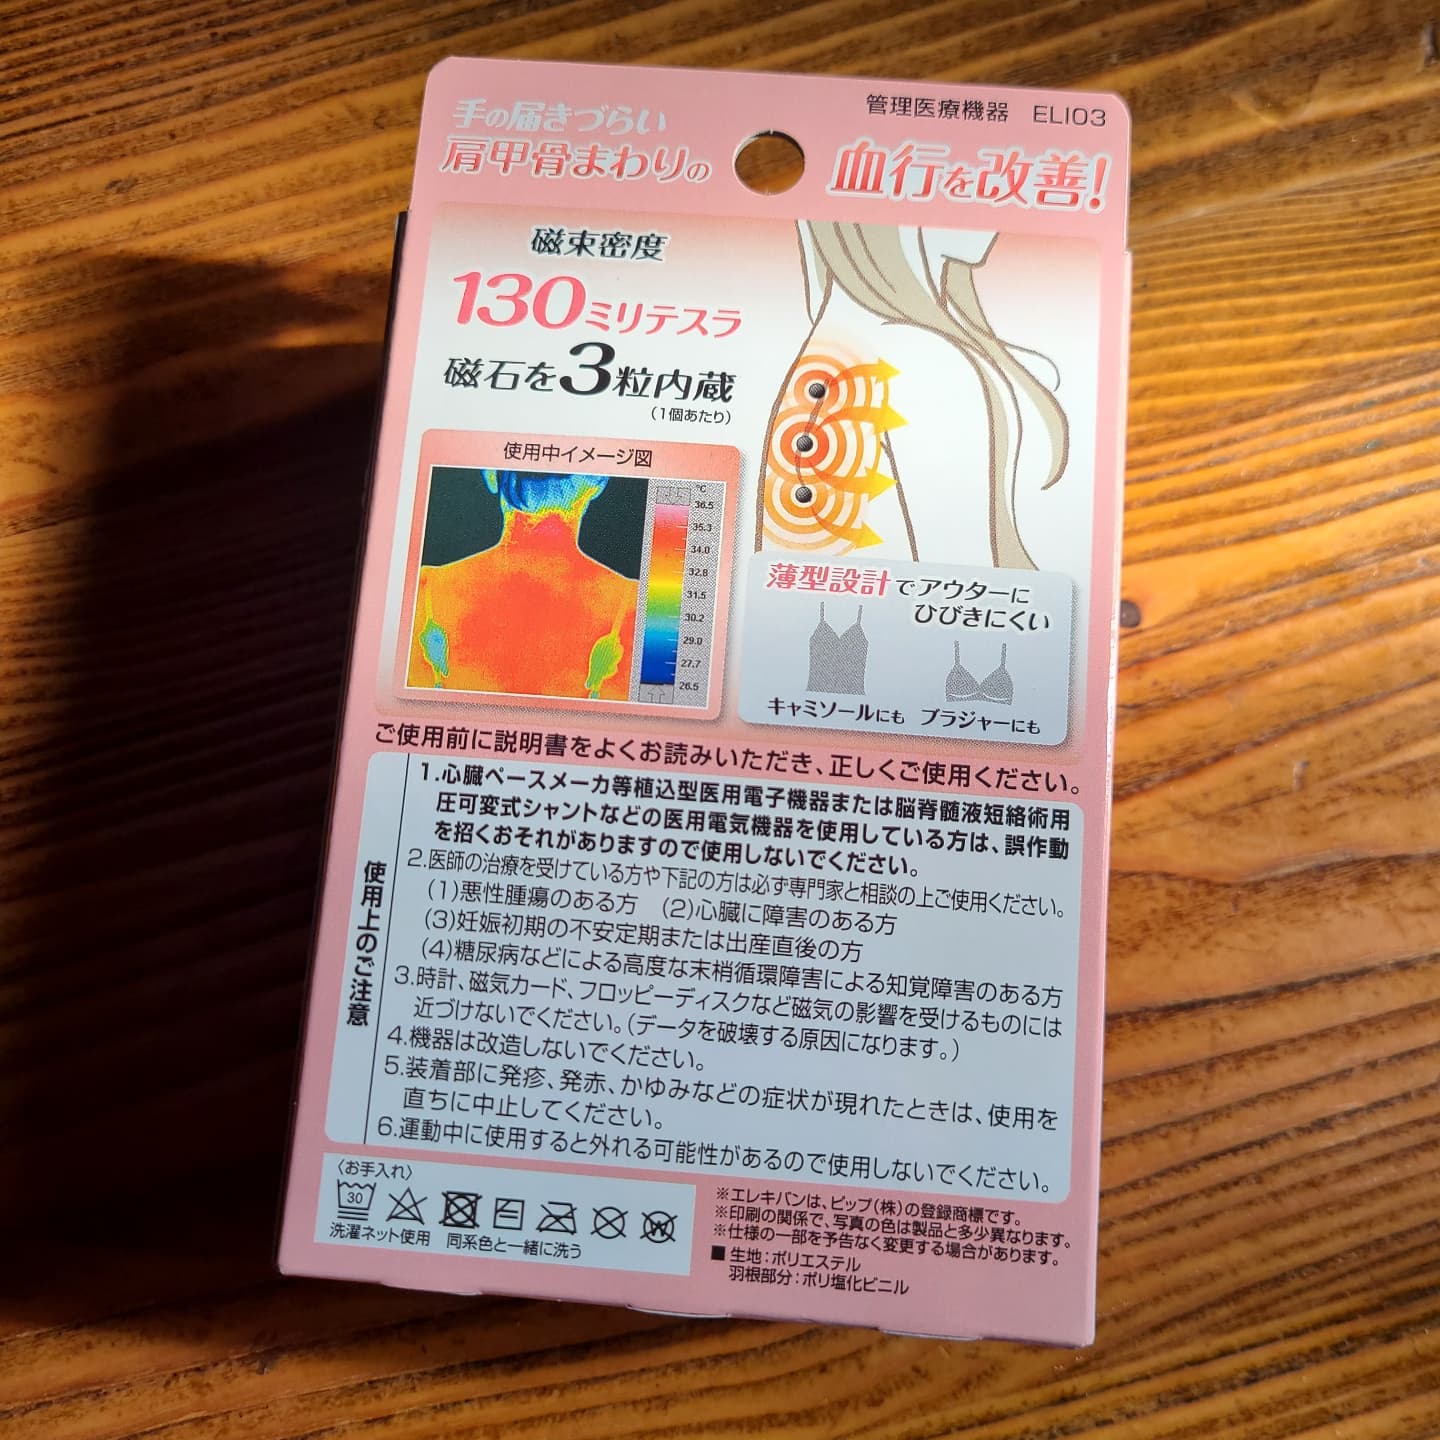 管理医療機器 ELI03
手の届きづらい
肩甲骨まわりの
血行を改善!
磁束密度
130ミリテスラ
磁石を3粒内蔵
(1個あたり)
使用中イメージ図
℃
36.5
35.3
34.0
32.8
31.5
30.2
29.0
27.7
26.5
薄型設計でアウターに
ひびきにくい
キャミソールにも ブラジャーにも
ご使用前に説明書をよくお読みいただき、正しくご使用ください。
使用上のご注意
1.心臓ペースメーカ等植込型医用電子機器または脳脊髄液短絡術用
圧可変式シャントなどの医用電気機器を使用している方は、誤作動
を招くおそれがありますので使用しないでください。
2.医師の治療を受けている方や下記の方は必ず専門家と相談の上ご使用ください。
(1)悪性腫瘍のある方 (2)心臓に障害のある方
(3)妊娠初期の不安定期または出産直後の方
(4)糖尿病などによる高度な末梢循環障害による知覚障害のある方
3.時計、磁気カード、フロッピーディスクなど磁気の影響を受けるものには
近づけないでください。(データを破壊する原因になります。)
4.機器は改造しないでください。
5.装着部に発疹、発赤、かゆみなどの症状が現れたときは、使用を
直ちに中止してください。
6.運動中に使用すると外れる可能性があるので使用しないでください。
〈お手入れ〉
30
W
洗濯ネット使用 同系色と一緒に洗う
※エレキバンは、ピップ(株)の登録商標です。
※印刷の関係で、写真の色は製品と多少異なります。
※仕様の一部を予告なく変更する場合があります。
■生地:ポリエステル
羽根部分:ポリ塩化ビニル